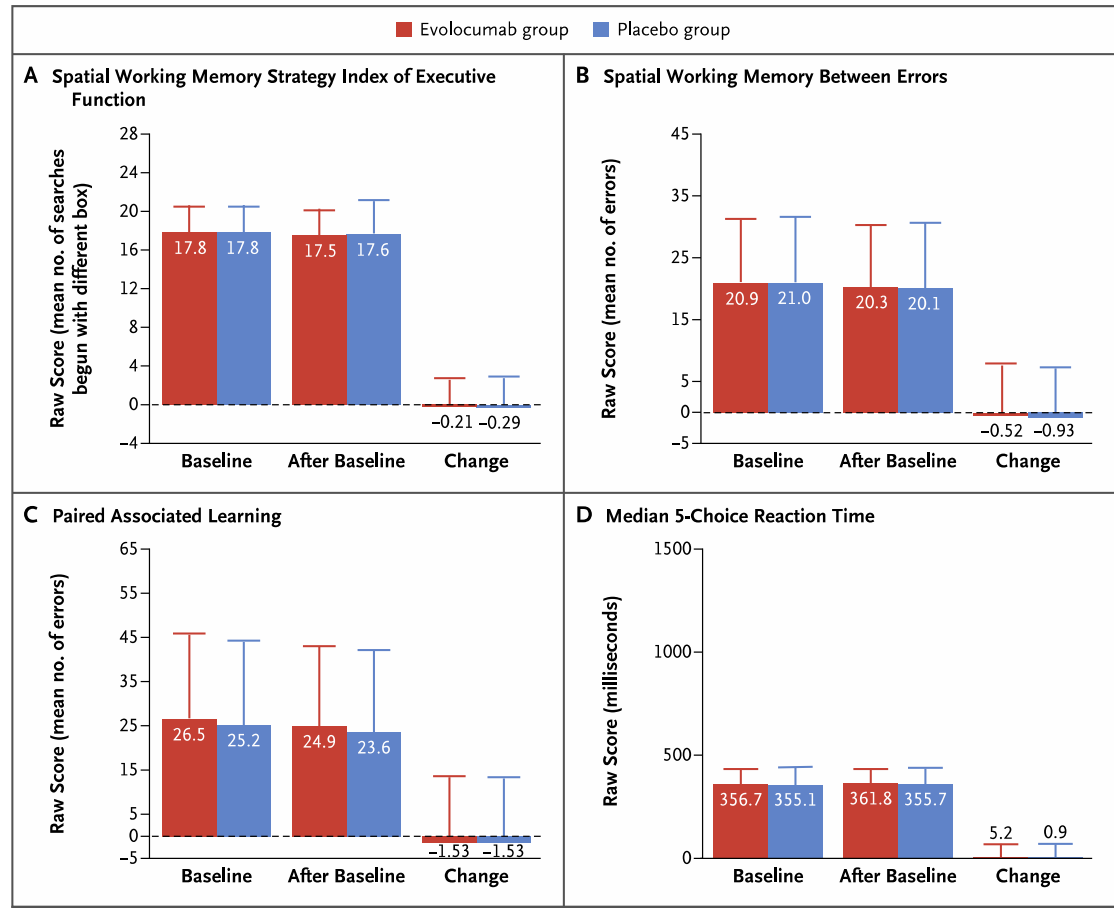 Evolocumab group
Placebo group
A Spatial Working Memory Strategy Index of Executive
Function
Raw Score (mean no. of searches
begun with different box)
28
24
20
16
12
8
4
0
−4
17.8
17.8
17.5
17.6
−0.21
−0.29
Baseline
After Baseline
Change
B Spatial Working Memory Between Errors
Raw Score (mean no. of errors)
45
35
25
15
5
0
−5
20.9
21.0
20.3
20.1
−0.52
−0.93
Baseline
After Baseline
Change
C Paired Associated Learning
Raw Score (mean no. of errors)
65
55
45
35
25
15
5
0
−5
26.5
25.2
24.9
23.6
−1.53
−1.53
Baseline
After Baseline
Change
D Median 5-Choice Reaction Time
Raw Score (milliseconds)
1500
1000
500
0
356.7
355.1
361.8
355.7
5.2
0.9
Baseline
After Baseline
Change